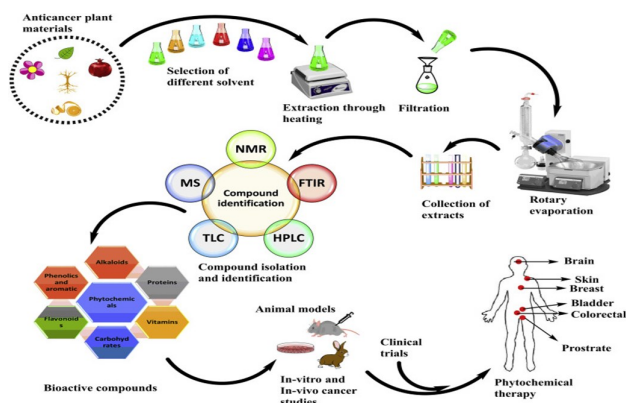 Anticancer plant
materials
Selection of
different solvent
Extraction through
heating
Filtration
Rotary
evaporation
Collection of
extracts
NMR
MS
FTIR
Compound
identification
TLC
HPLC
Compound isolation
and identification
Alkaloids
Phenolics
and
aromatic
Proteins
Phytochemic
als
Flavonoid
s
Vitamins
Carbohyd
rates
Bioactive compounds
Animal models
In-vitro and
In-vivo cancer
studies
Clinical
trials
Brain
Skin
Breast
Bladder
Colorectal
Prostrate
Phytochemical
therapy